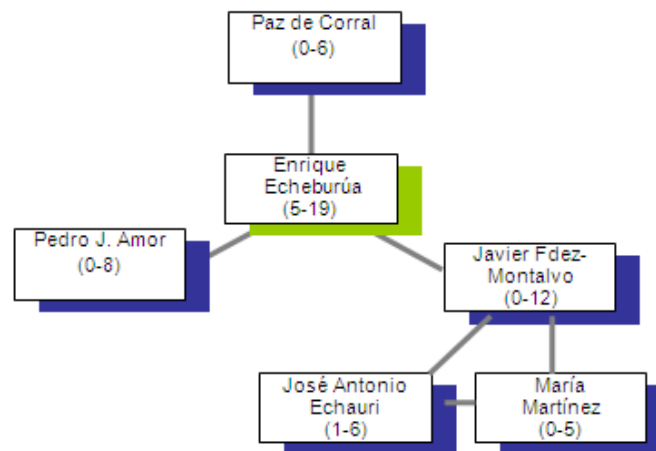 Paz de Corral
(0-6)
Enrique
Echeburúa
(5-19)
Pedro J. Amor
(0-8)
Javier Fdez-
Montalvo
(0-12)
José Antonio
Echauri
(1-6)
María
Martínez
(0-5)